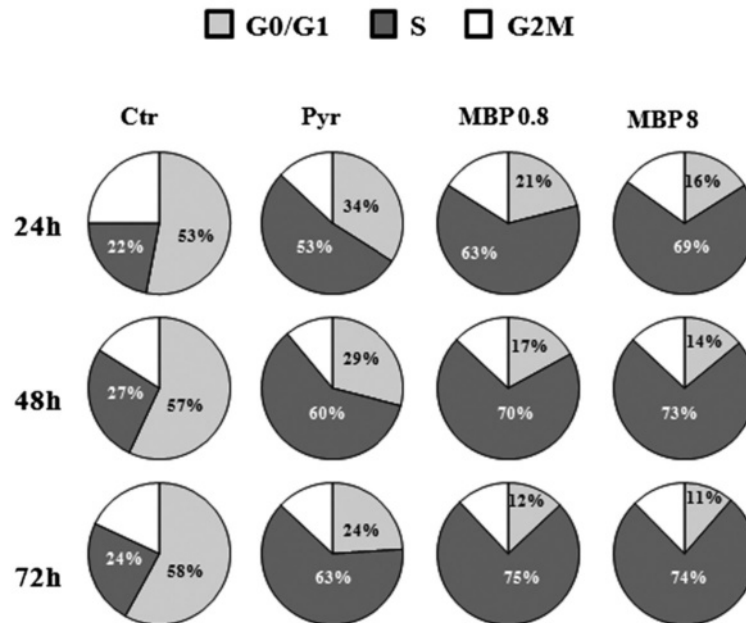 G0/G1 S G2M
Ctr Pyr MBP 0.8 MBP 8
24h
22% 53%
53% 34%
63% 21%
69% 16%
48h
27% 57%
60% 29%
70% 17%
73% 14%
72h
24% 58%
63% 24%
75% 12%
74% 11%